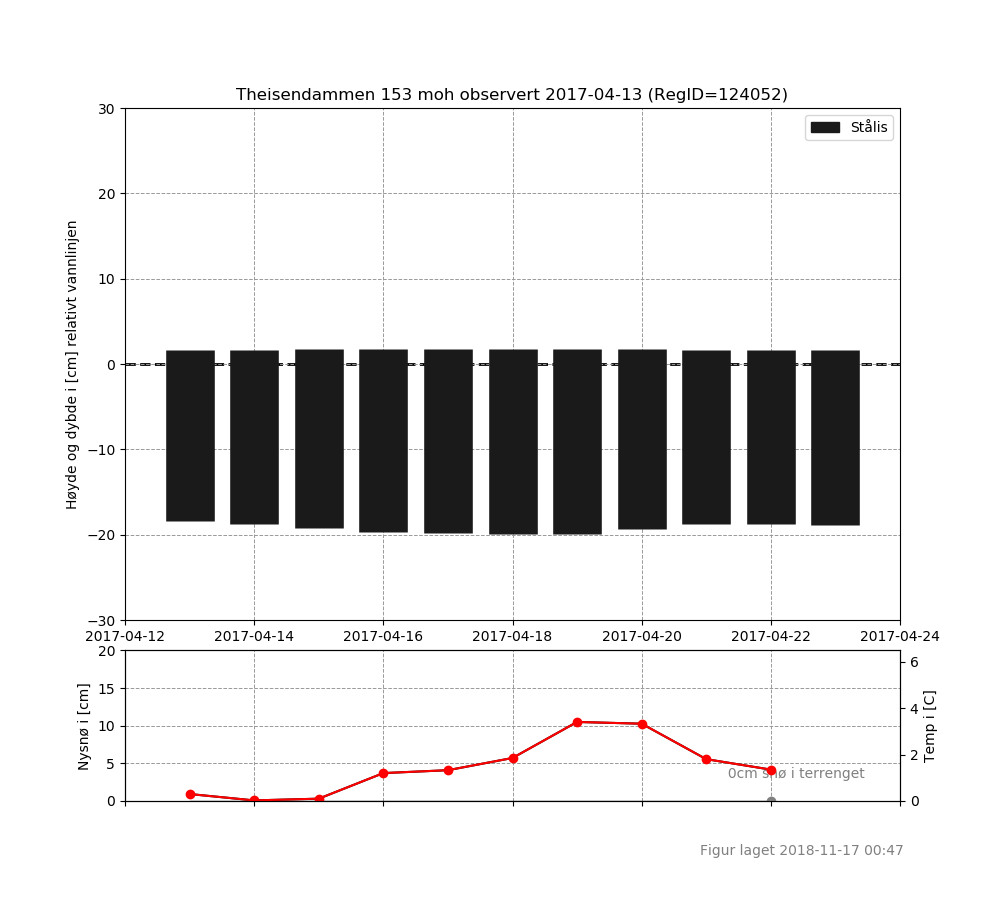 Theisendammen 153 moh observert 2017-04-13 (RegID=124052)
Stålis
Høyde og dybde i [cm] relativt vannlinjen
30
20
10
0
−10
−20
−30
2017-04-12 2017-04-14 2017-04-16 2017-04-18 2017-04-20 2017-04-22 2017-04-24
Nysnø i [cm]
20
15
10
5
0
6
4
2
0
Temp i [C]
0cm snø i terrenget
Figur laget 2018-11-17 00:47